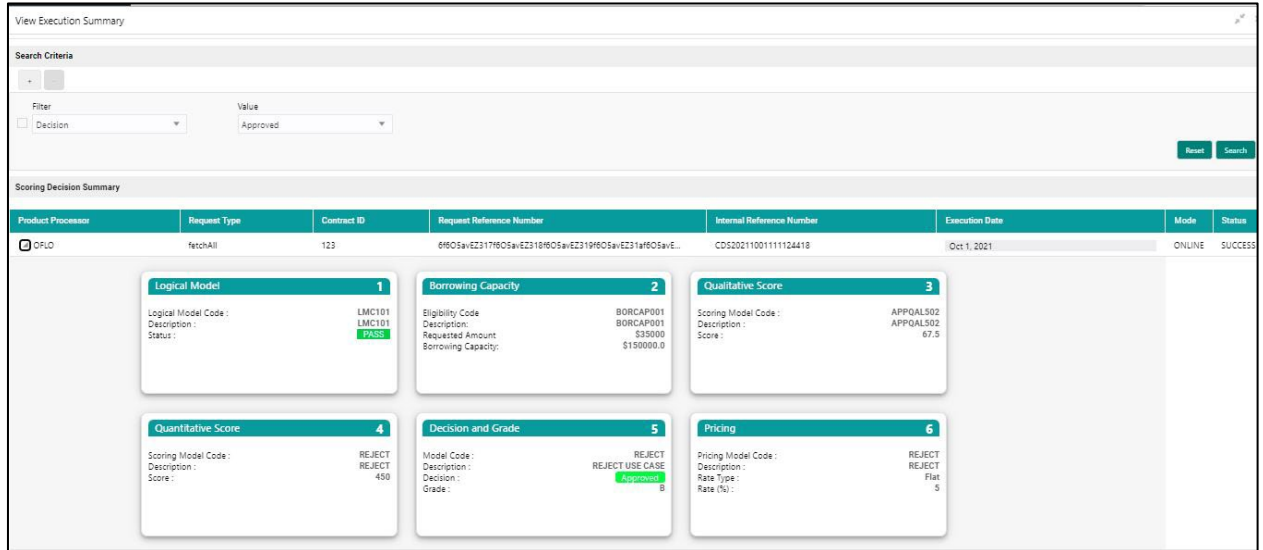 View Execution Summary
Search Criteria
+ -
Filter Value
Decision Approved
Reset Search
Scoring Decision Summary
Product Processor Request Type Contract ID Request Reference Number Internal Reference Number Execution Date Mode Status
OFLO fetchAll 123 6f6O5avEZ317f6O5avEZ318f6O5avEZ319f6O5avEZ31af6O5avE... CDS20211001111124418 Oct 1, 2021 ONLINE SUCCESS
Logical Model 1 Borrowing Capacity 2 Qualitative Score 3
Logical Model Code : LMC101 Eligibility Code BORCAP001 Scoring Model Code : APPQAL502
Description : LMC101 Description: BORCAP001 Description : APPQAL502
Status : PASS Requested Amount $35000 Score : 67.5
Borrowing Capacity: $150000.0
Quantitative Score 4 Decision and Grade 5 Pricing 6
Scoring Model Code : REJECT Model Code : REJECT Pricing Model Code : REJECT
Description : REJECT Description : REJECT USE CASE Description : REJECT
Score : 450 Decision : Approved Rate Type : Flat
Grade : B Rate (%) : 5